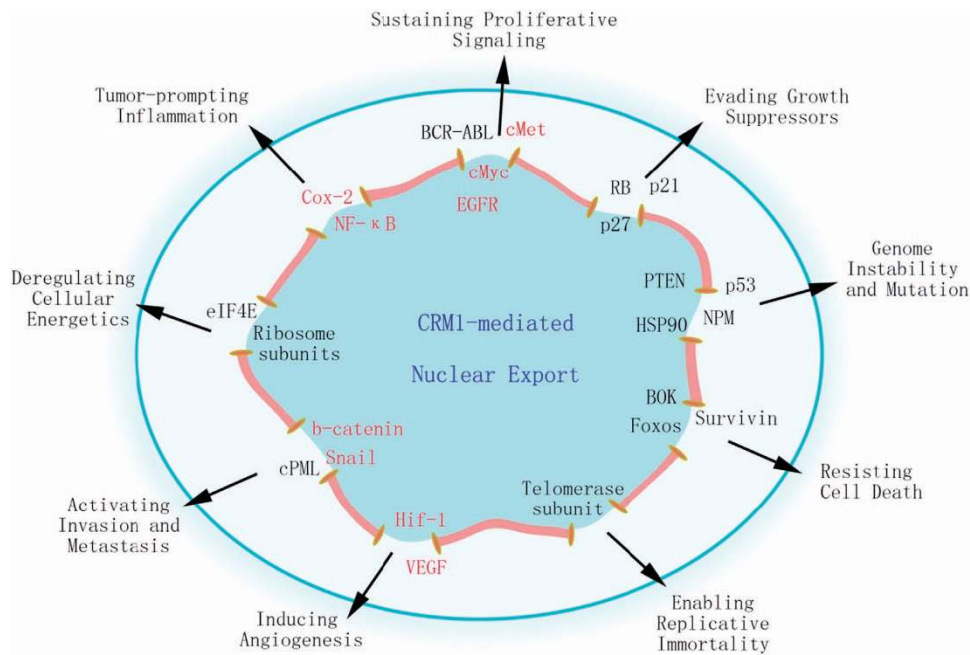 Sustaining Proliferative
Signaling
Tumor-prompting
Inflammation
Evading Growth
Suppressors
BCR-ABL
cMet
cMyc
EGFR
Cox-2
NF-κB
RB
p21
p27
Genome
Instability
and Mutation
PTEN
p53
NPM
HSP90
Deregulating
Cellular
Energetics
eIF4E
Ribosome
subunits
CRM1-mediated
Nuclear Export
BOK
Survivin
Foxos
b-catenin
Snail
cPML
Resisting
Cell Death
Telomerase
subunit
Activating
Invasion and
Metastasis
Hif-1
VEGF
Inducing
Angiogenesis
Enabling
Replicative
Immortality